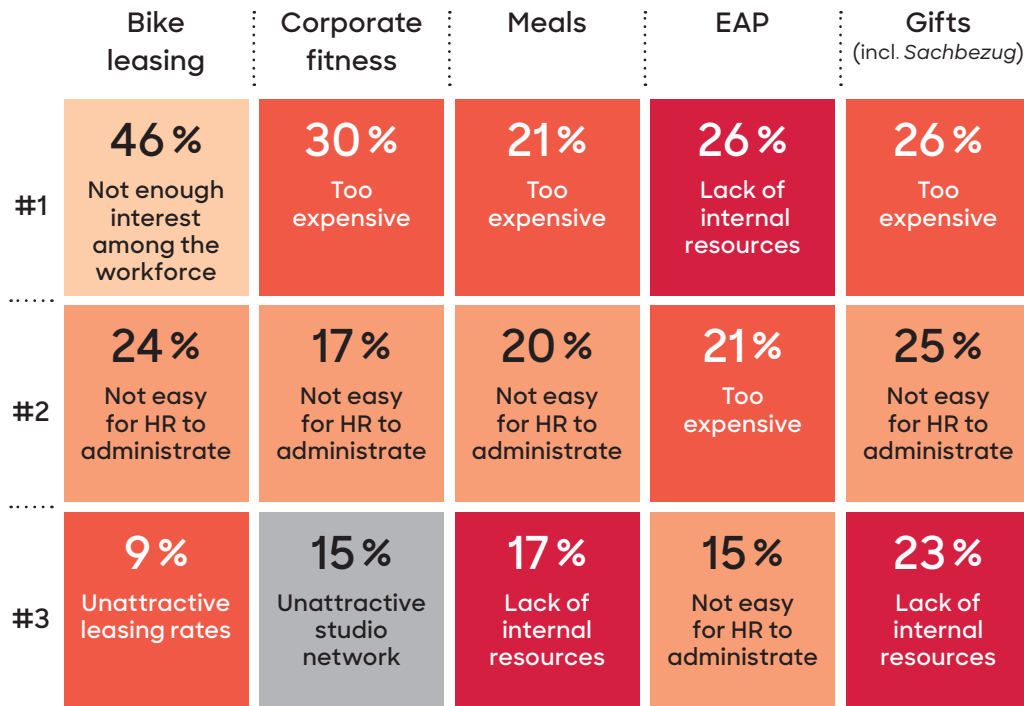 Bike
leasing
Corporate
fitness
Meals
EAP
Gifts
(incl. Sachbezug)
#1
46 %
Not enough
interest
among the
workforce
30 %
Too
expensive
21 %
Too
expensive
26 %
Lack of
internal
resources
26 %
Too
expensive
#2
24 %
Not easy
for HR to
administrate
17 %
Not easy
for HR to
administrate
20 %
Not easy
for HR to
administrate
21 %
Too
expensive
25 %
Not easy
for HR to
administrate
#3
9 %
Unattractive
leasing rates
15 %
Unattractive
studio
network
17 %
Lack of
internal
resources
15 %
Not easy
for HR to
administrate
23 %
Lack of
internal
resources